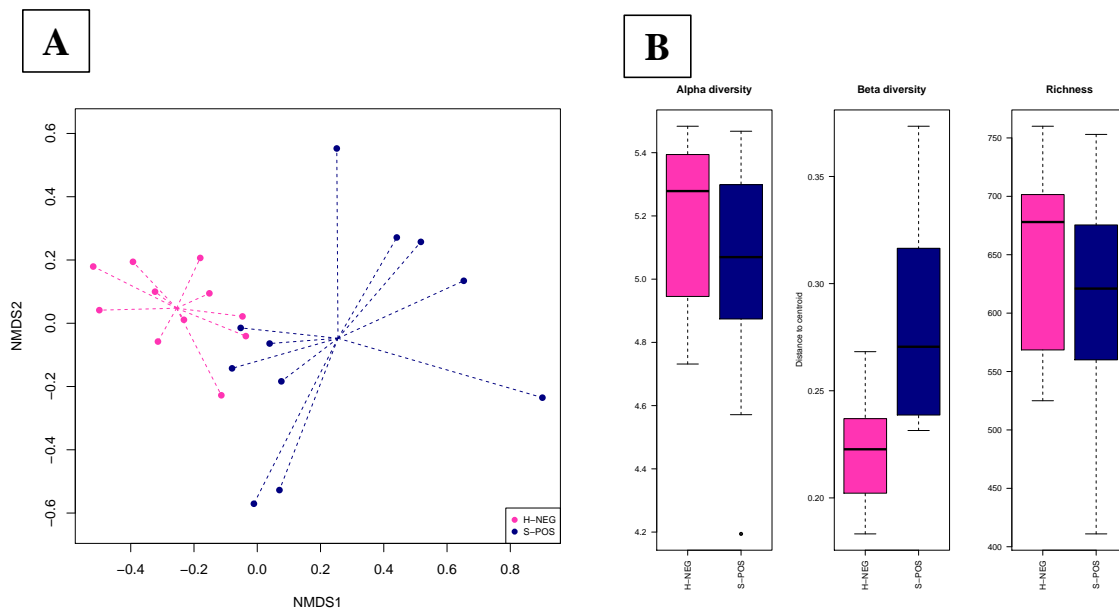 A
B
NMDS2
0.6
0.4
0.2
0.0
−0.2
−0.4
−0.6
−0.4 −0.2 0.0 0.2 0.4 0.6 0.8
NMDS1
H−NEG
S−POS
Alpha diversity
5.4
5.2
5.0
4.8
4.6
4.4
4.2
H−NEG
S−POS
Beta diversity
Distance to centroid
0.35
0.30
0.25
0.20
H−NEG
S−POS
Richness
750
700
650
600
550
500
450
400
H−NEG
S−POS